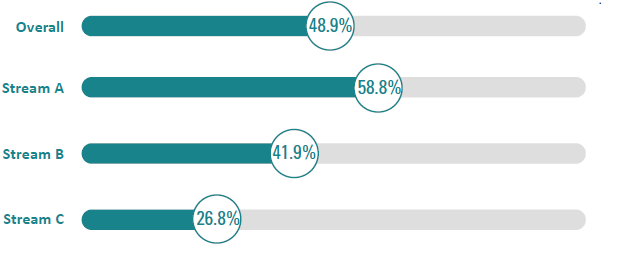 Overall 48.9%
Stream A 58.8%
Stream B 41.9%
Stream C 26.8%